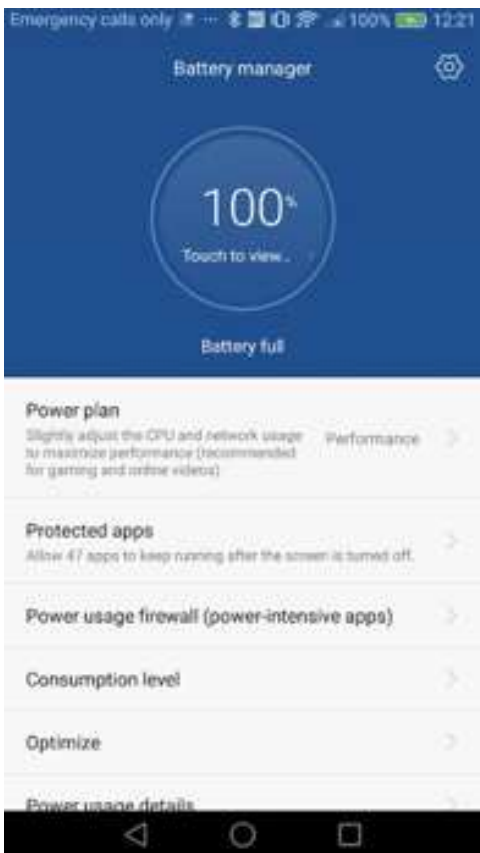 Emergency calls only ... 100% 12:21
Battery manager
100%
Touch to view..
Battery full
Power plan
Slightly adjust the CPU and network usage
to maximize performance (recommended
for gaming and online videos)
Performance
Protected apps
Allow 47 apps to keep running after the screen is turned off.
Power usage firewall (power-intensive apps)
Consumption level
Optimize
Power usage details